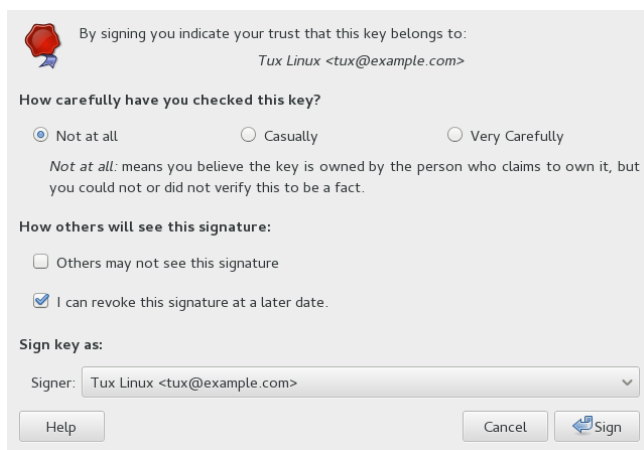 By signing you indicate your trust that this key belongs to:
Tux Linux <tux@example.com>
How carefully have you checked this key?
Not at all
Casually
Very Carefully
Not at all: means you believe the key is owned by the person who claims to own it, but
you could not or did not verify this to be a fact.
How others will see this signature:
Others may not see this signature
I can revoke this signature at a later date.
Sign key as:
Signer: Tux Linux <tux@example.com>
Help
Cancel
Sign